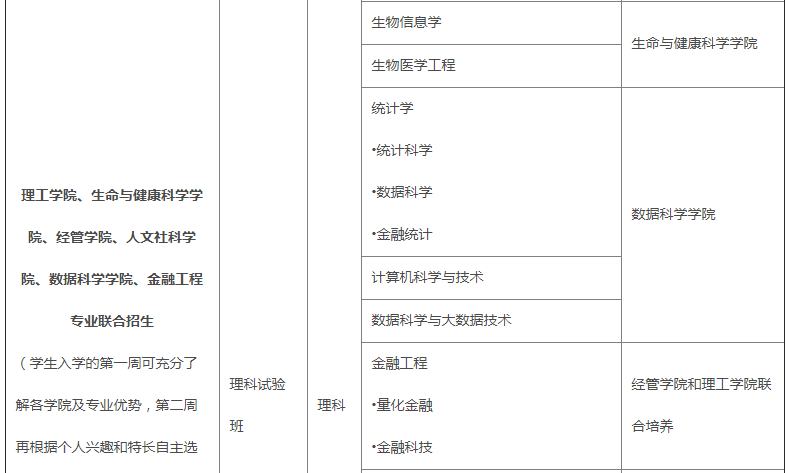 理工学院、生命与健康科学学
院、经管学院、人文社科学
院、数据科学学院、金融工程
专业联合招生
（学生入学的第一周可充分了
解各学院及专业优势，第二周
再根据个人兴趣和特长自主选
理科试验
班
理科
生物信息学
生物医学工程
生命与健康科学学院
统计学
•统计科学
•数据科学
•金融统计
计算机科学与技术
数据科学与大数据技术
数据科学学院
金融工程
•量化金融
•金融科技
经管学院和理工学院联
合培养